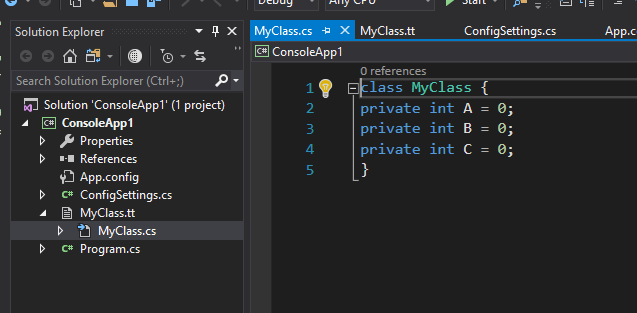 Debug
Any CPU
Start
Solution Explorer
Search Solution Explorer (Ctrl+;)
Solution 'ConsoleApp1' (1 project)
C# ConsoleApp1
Properties
References
App.config
C# ConfigSettings.cs
MyClass.tt
MyClass.cs
C# Program.cs
MyClass.cs
MyClass.tt
ConfigSettings.cs
App.c
C# ConsoleApp1
0 references
1 class MyClass {
2 private int A = 0;
3 private int B = 0;
4 private int C = 0;
5 }